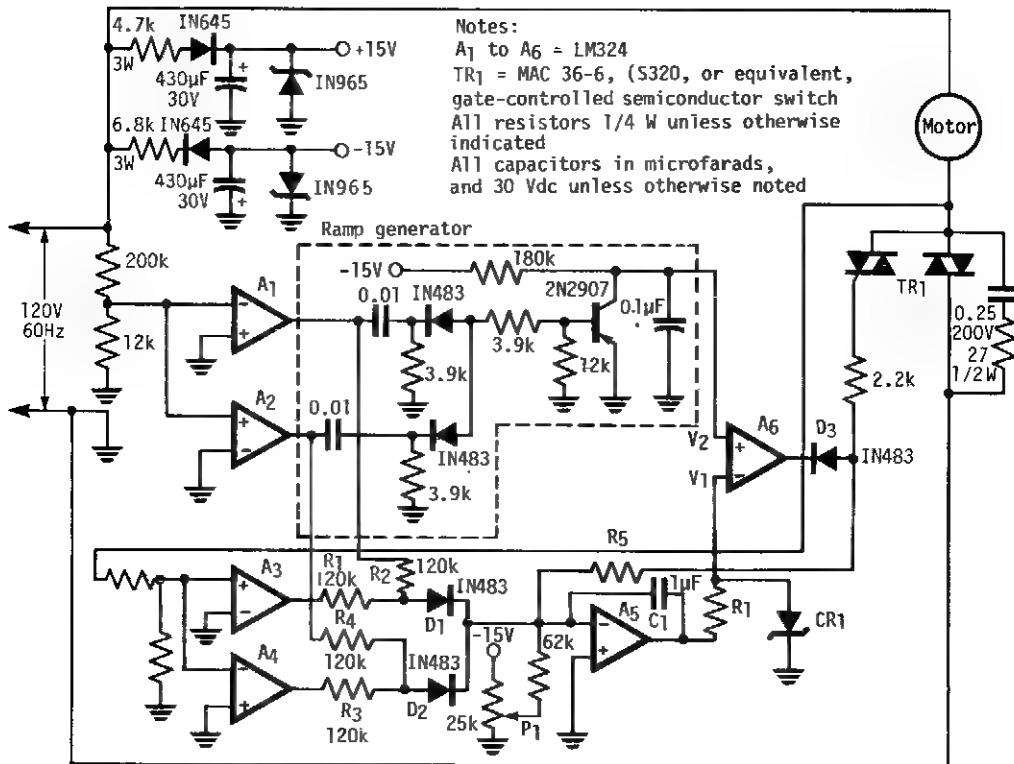 4.7k
IN645
3W
+15V
430µF
30V
IN965
6.8k
IN645
3W
-15V
430µF
30V
IN965
Notes:
A1 to A6 = LM324
TR1 = MAC 36-6, (S320, or equivalent,
gate-controlled semiconductor switch
All resistors 1/4 W unless otherwise
indicated
All capacitors in microfarads,
and 30 Vdc unless otherwise noted
Motor
Ramp generator
200k
-15V
180k
A1
0.01
IN483
2N2907
0.1µF
TR1
0.25
200V
27
1/2W
120V
60Hz
12k
-
+
3.9k
3.9k
12k
2.2k
A2
0.01
+
-
IN483
3.9k
V2
V1
A6
+
-
D3
IN483
A3
+
-
R1
120k
R2
120k
IN483
D1
R5
.1µF
C1
A5
-
+
R1
CR1
R4
120k
-15V
62k
A4
-
+
IN483
D2
R3
120k
25k
P1